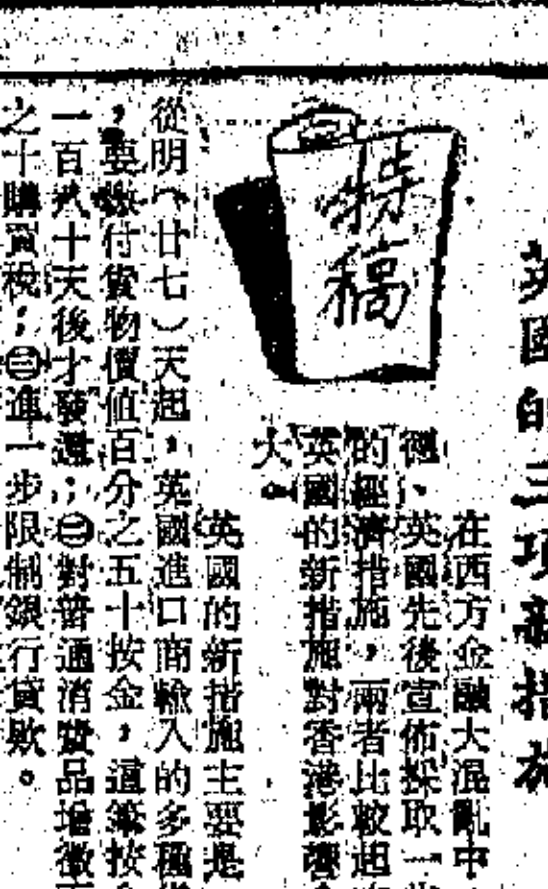 英國的三項新措施
特稿
在西方金融大混亂中
德、英國先後宣佈採取一
的經濟措施，兩者比較起
英國的新措施對香港影響
大。
英國的新措施主要是
從明（廿七）天起，英國進口商輸入的多種
，要繳付貨物價值百分之五十按金，這筆按
一百八十天後才發還；㊁對普通消費品增徵百
之十購買稅；㊂進一步限制銀行貸款。